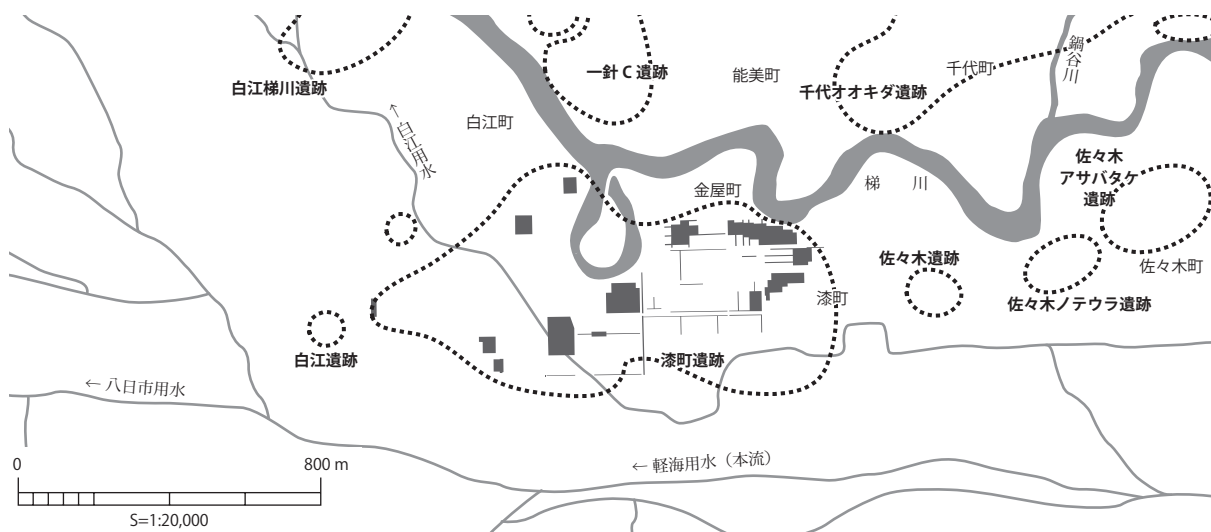 鍋谷川
一針 C 遺跡
能美町
千代町
白江梯川遺跡
千代オオキダ遺跡
白江町
← 白江用水
佐々木
アサバタケ
遺跡
金屋町
梯 川
佐々木遺跡
佐々木町
漆町
佐々木ノテウラ遺跡
白江遺跡
漆町遺跡
← 八日市用水
← 軽海用水（本流）
0
800 m
S=1:20,000